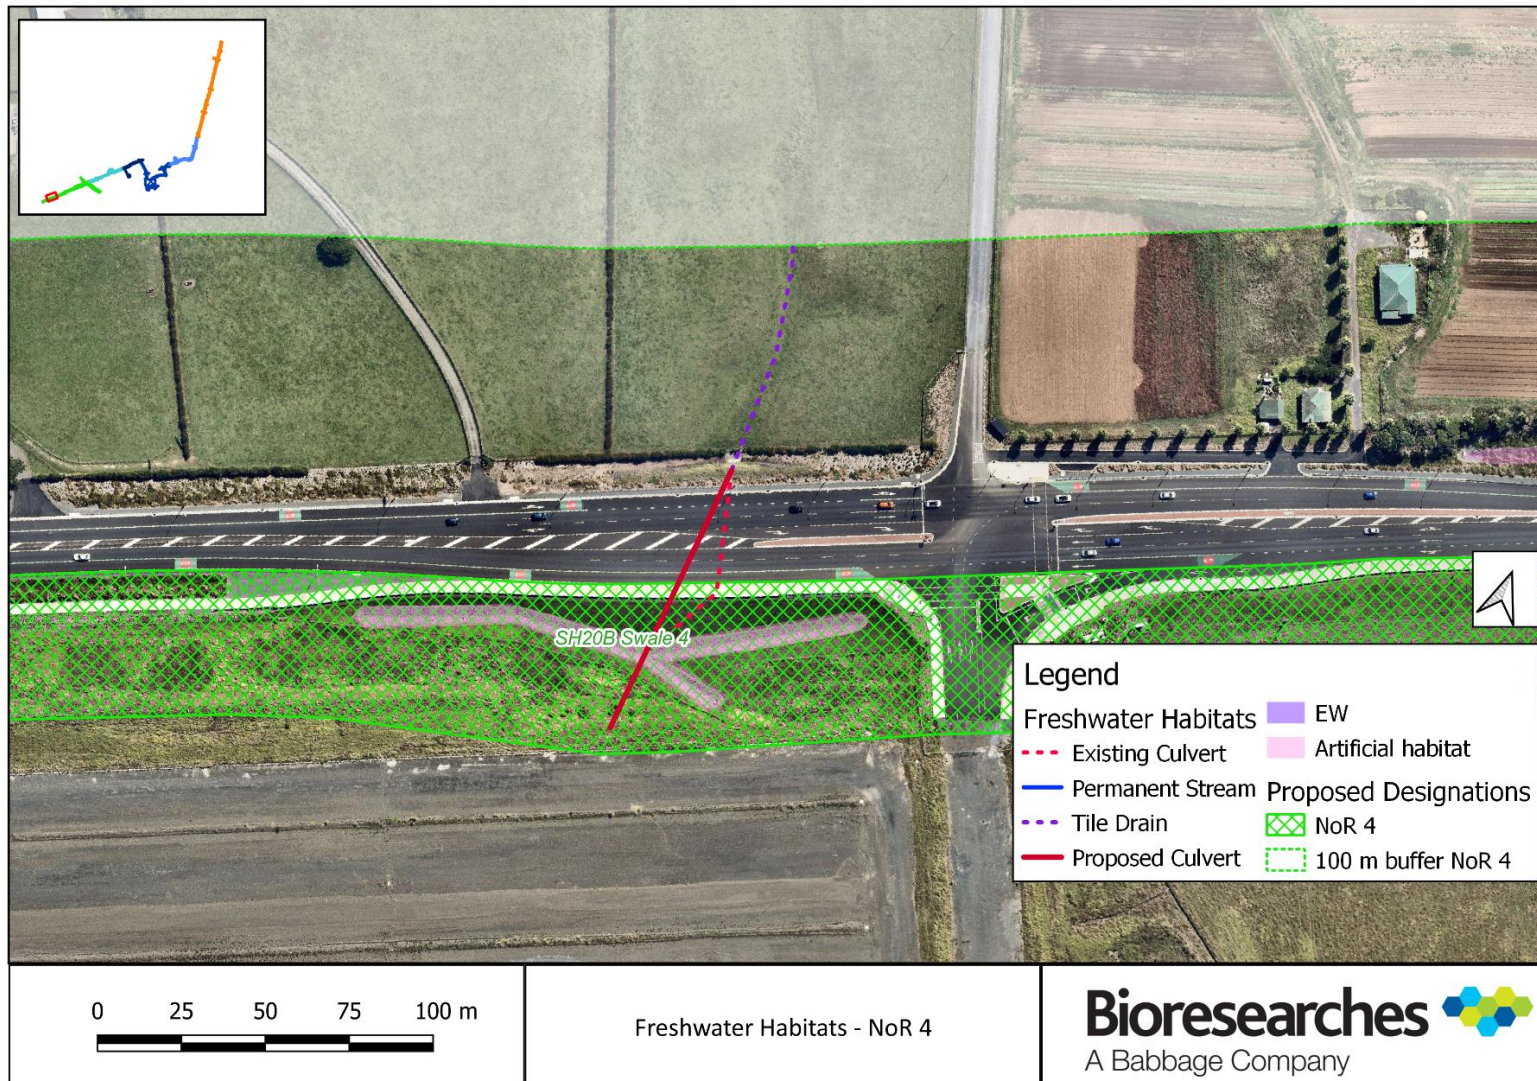 SH20B Swale 4
Legend
Freshwater Habitats
Existing Culvert
Permanent Stream
Tile Drain
Proposed Culvert
EW
Artificial habitat
Proposed Designations
NoR 4
100 m buffer NoR 4
0 25 50 75 100 m
Freshwater Habitats - NoR 4
Bioresearches
A Babbage Company